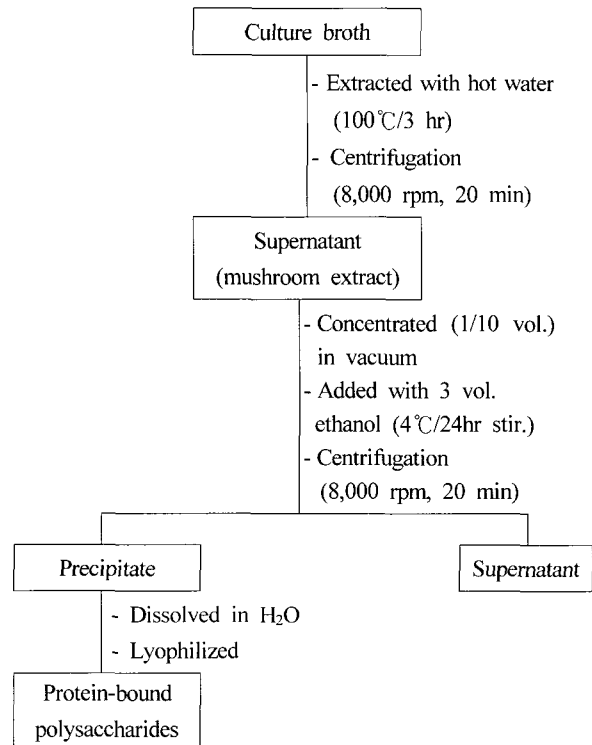 Culture broth
- Extracted with hot water
(100℃/3 hr)
- Centrifugation
(8,000 rpm, 20 min)
Supernatant
(mushroom extract)
- Concentrated (1/10 vol.)
in vacuum
- Added with 3 vol.
ethanol (4℃/24hr stir.)
- Centrifugation
(8,000 rpm, 20 min)
Precipitate
Supernatant
- Dissolved in H₂O
- Lyophilized
Protein-bound
polysaccharides